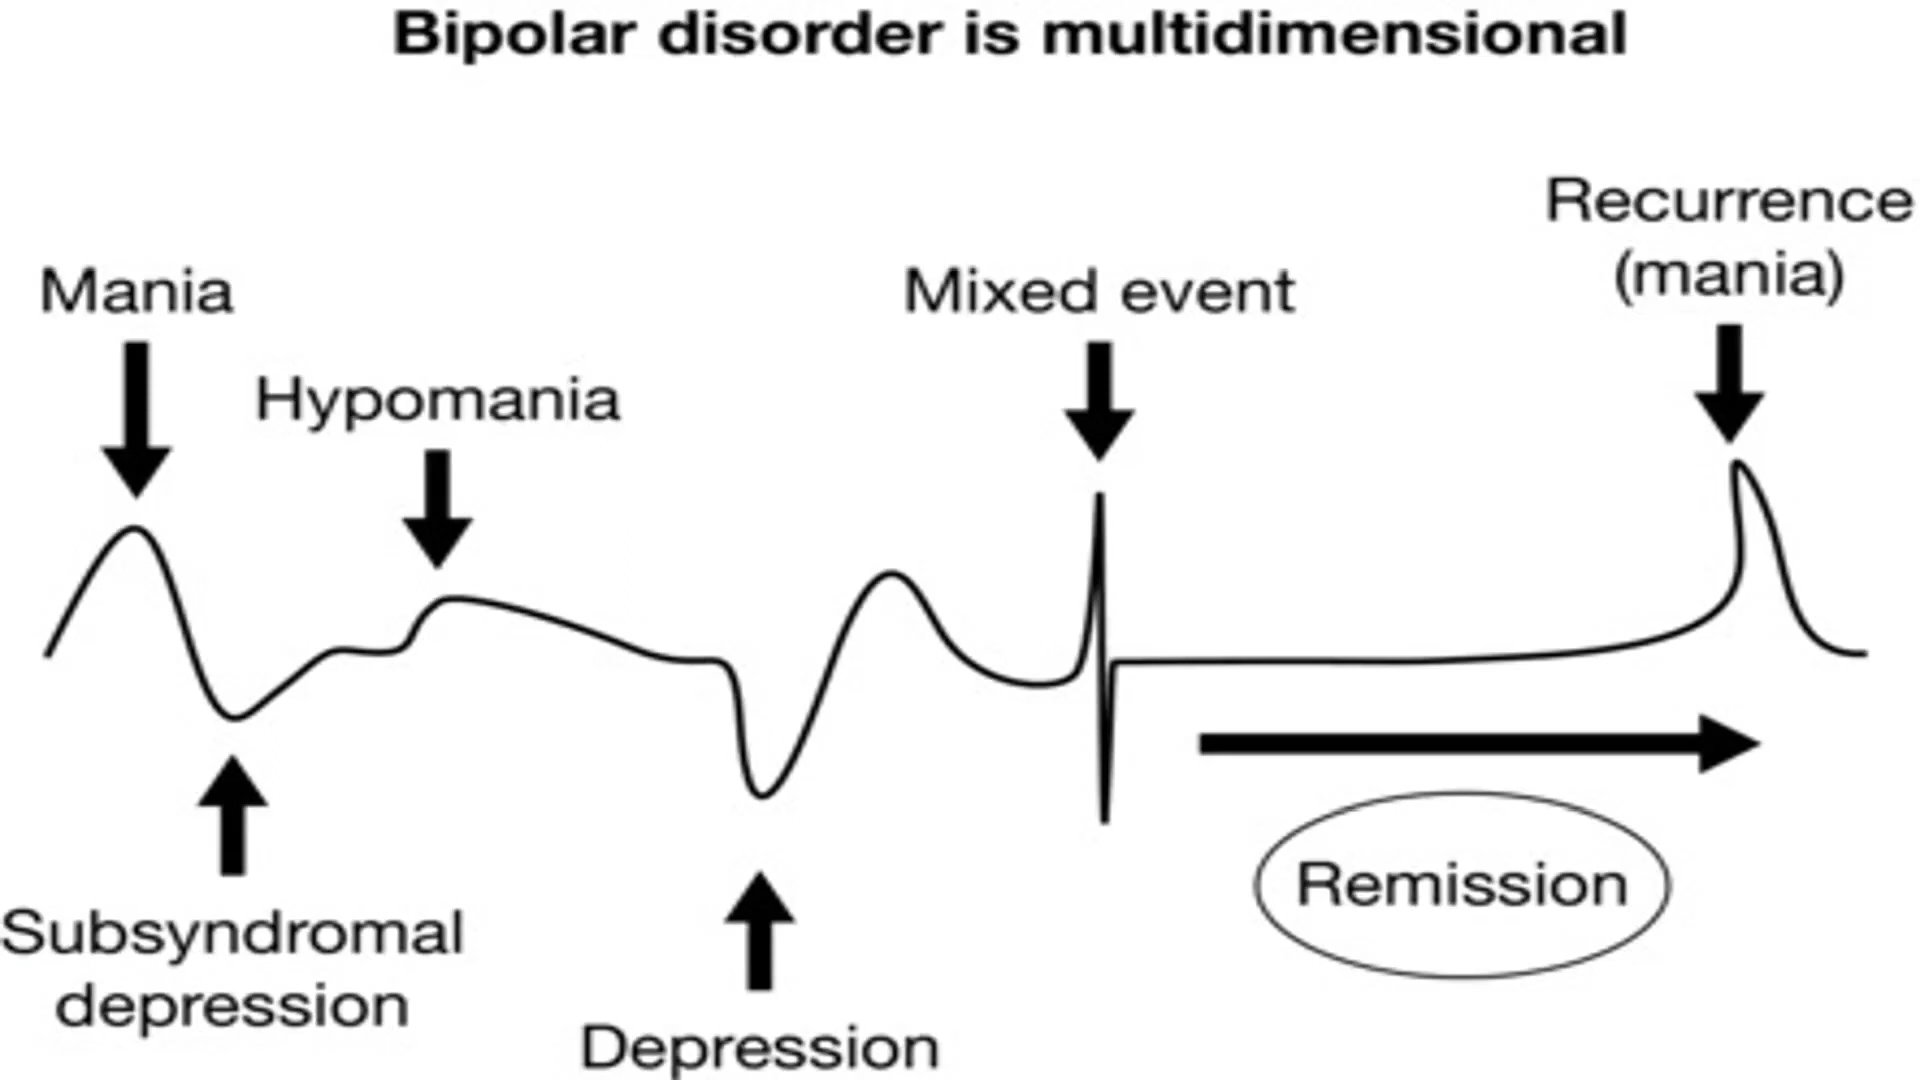 Bipolar disorder is multidimensional
Recurrence
(mania)
Mania
Mixed event
Hypomania
Remission
Subsyndromal
depression
Depression